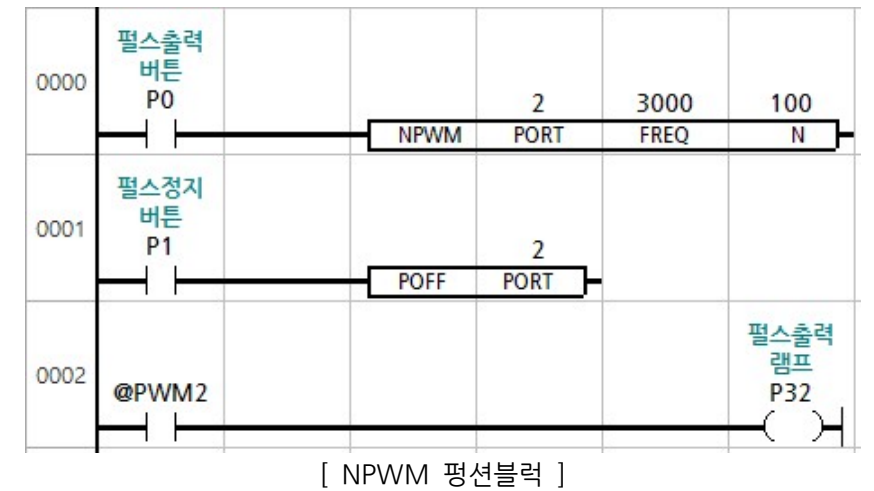 펄스출력
버튼
0000
P0
2 3000 100
NPWM PORT FREQ N
펄스정지
버튼
0001
P1
2
POFF PORT
펄스출력
램프
0002
@PWM2 P32
[ NPWM 펑션블럭 ]